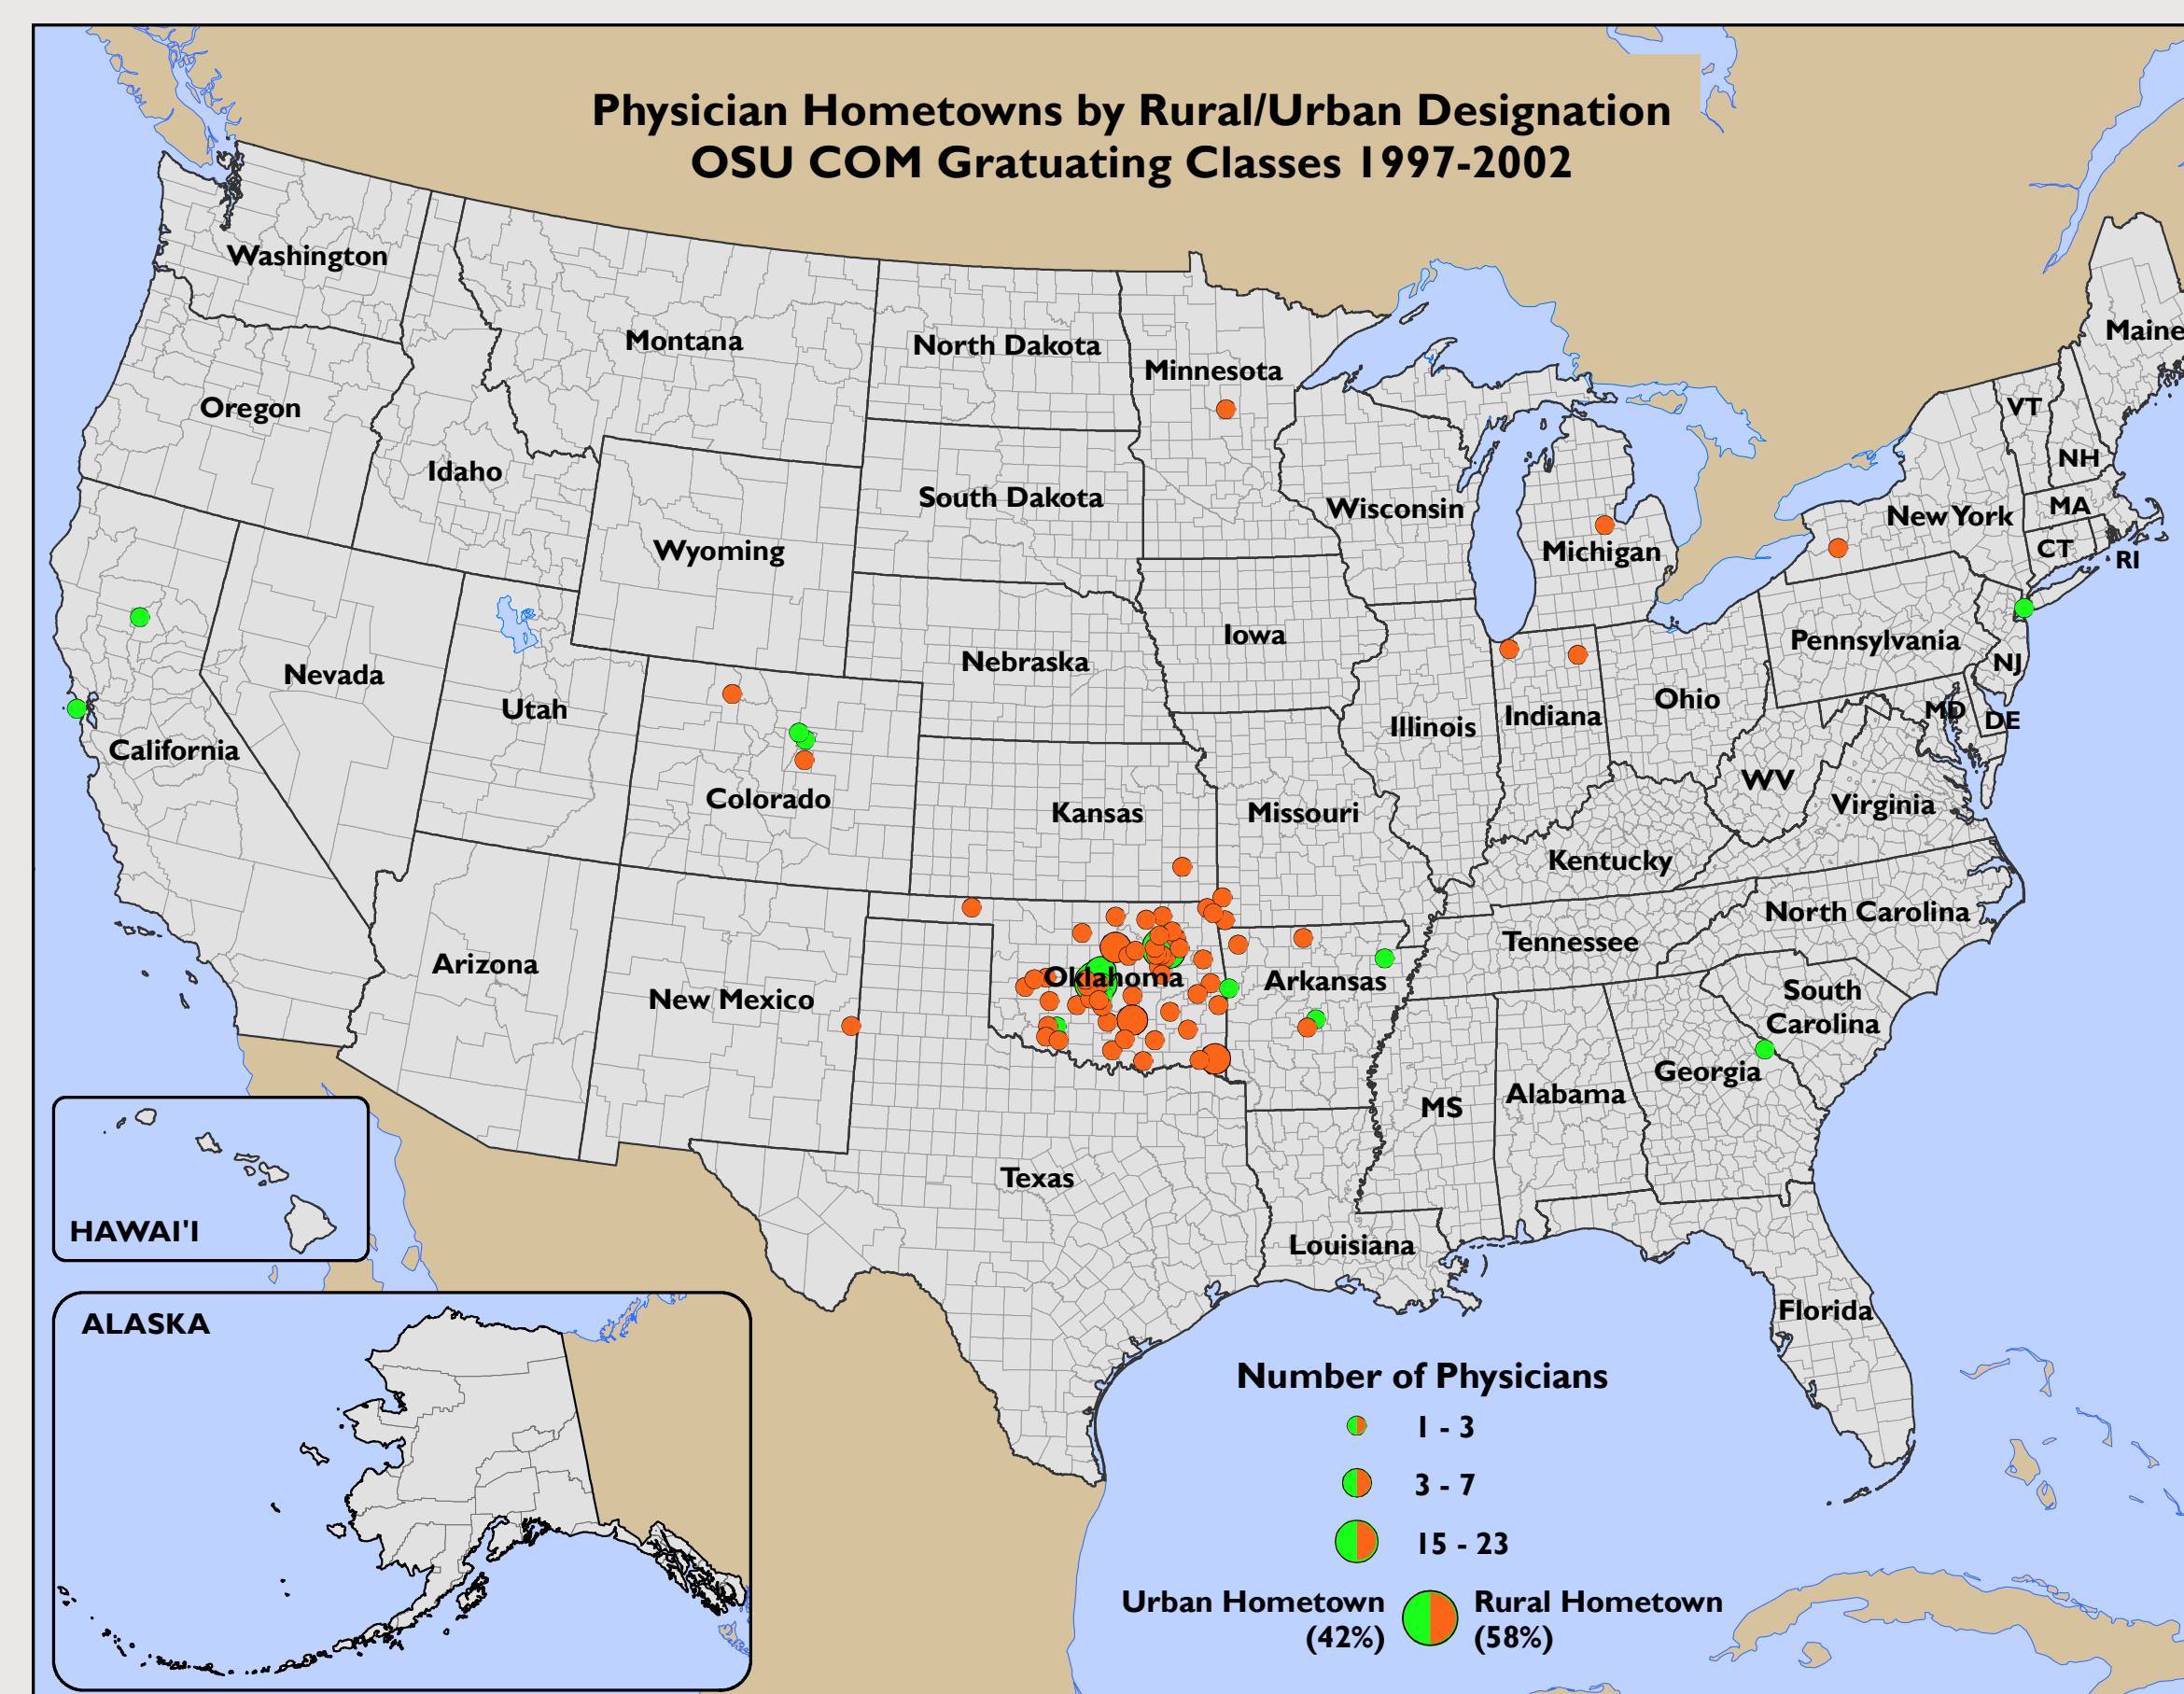 Physician Hometowns by Rural/Urban Designation
OSU COM Gratuating Classes 1997-2002
Washington
Montana
North Dakota
Minnesota
Maine
Oregon
Idaho
South Dakota
Wisconsin
VT
NH
MA
New York
CT
RI
Wyoming
Michigan
Iowa
Nebraska
Pennsylvania
NJ
Nevada
Utah
Ohio
MD
DE
Illinois
Indiana
California
Colorado
Kansas
Missouri
WV
Virginia
Kentucky
North Carolina
Tennessee
Arizona
New Mexico
Oklahoma
Arkansas
South
Carolina
Georgia
Alabama
MS
Texas
HAWAI'I
Louisiana
Florida
ALASKA
Number of Physicians
1 - 3
3 - 7
15 - 23
Urban Hometown
(42%)
Rural Hometown
(58%)